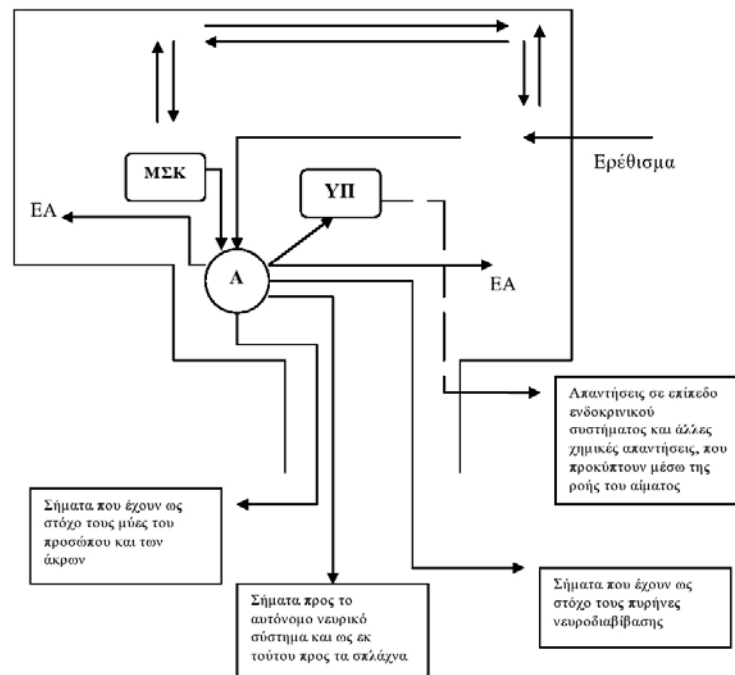 Ερέθισμα
ΜΣΚ
ΥΠ
ΕΑ
Α
ΕΑ
Απαντήσεις σε επίπεδο
ενδοκρινικού
συστήματος και άλλες
χημικές απαντήσεις, που
προκύπτουν μέσω της
ροής του αίματος
Σήματα που έχουν ως
στόχο τους μύες του
προσώπου και των
άκρων
Σήματα προς το
αυτόνομο νευρικό
σύστημα και ως εκ
τούτου προς τα σπλάχνα
Σήματα που έχουν ως
στόχο τους πυρήνες
νευροδιαβίβασης